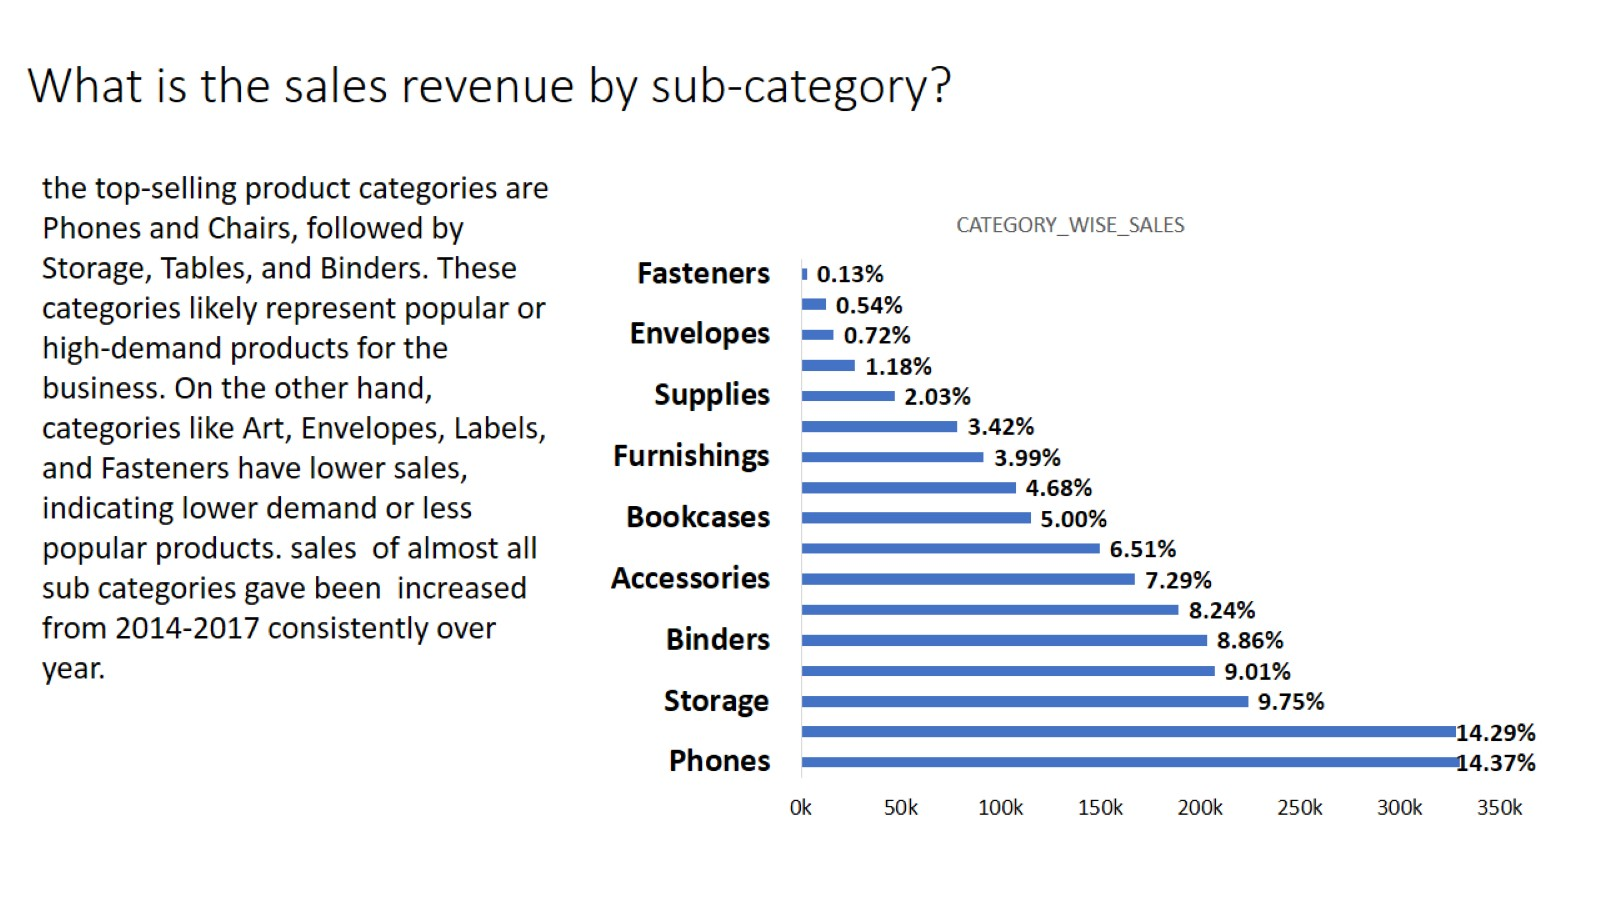 What is the sales revenue by sub-category?
the top-selling product categories are
Phones and Chairs, followed by
Storage, Tables, and Binders. These
categories likely represent popular or
high-demand products for the
business. On the other hand,
categories like Art, Envelopes, Labels,
and Fasteners have lower sales,
indicating lower demand or less
popular products. sales  of almost all
sub categories gave been  increased
from 2014-2017 consistently over
year.
CATEGORY_WISE_SALES
Fasteners 0.13%
0.54%
Envelopes 0.72%
1.18%
Supplies 2.03%
3.42%
Furnishings 3.99%
4.68%
Bookcases 5.00%
6.51%
Accessories 7.29%
8.24%
Binders 8.86%
9.01%
Storage 9.75%
14.29%
Phones 14.37%
0k 50k 100k 150k 200k 250k 300k 350k